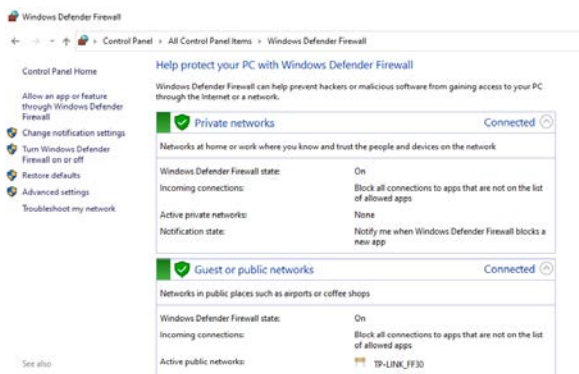 Windows Defender Firewall
Control Panel > All Control Panel Items > Windows Defender Firewall
Control Panel Home
Allow an app or feature
through Windows Defender
Firewall
Change notification settings
Turn Windows Defender
Firewall on or off
Restore defaults
Advanced settings
Troubleshoot my network
See also
Help protect your PC with Windows Defender Firewall
Windows Defender Firewall can help prevent hackers or malicious software from gaining access to your PC
through the Internet or a network.
Private networks Connected
Networks at home or work where you know and trust the people and devices on the network
Windows Defender Firewall state: On
Incoming connections: Block all connections to apps that are not on the list
of allowed apps
Active private networks: None
Notification state: Notify me when Windows Defender Firewall blocks a
new app
Guest or public networks Connected
Networks in public places such as airports or coffee shops
Windows Defender Firewall state: On
Incoming connections: Block all connections to apps that are not on the list
of allowed apps
Active public networks: TP-LINK_FF30